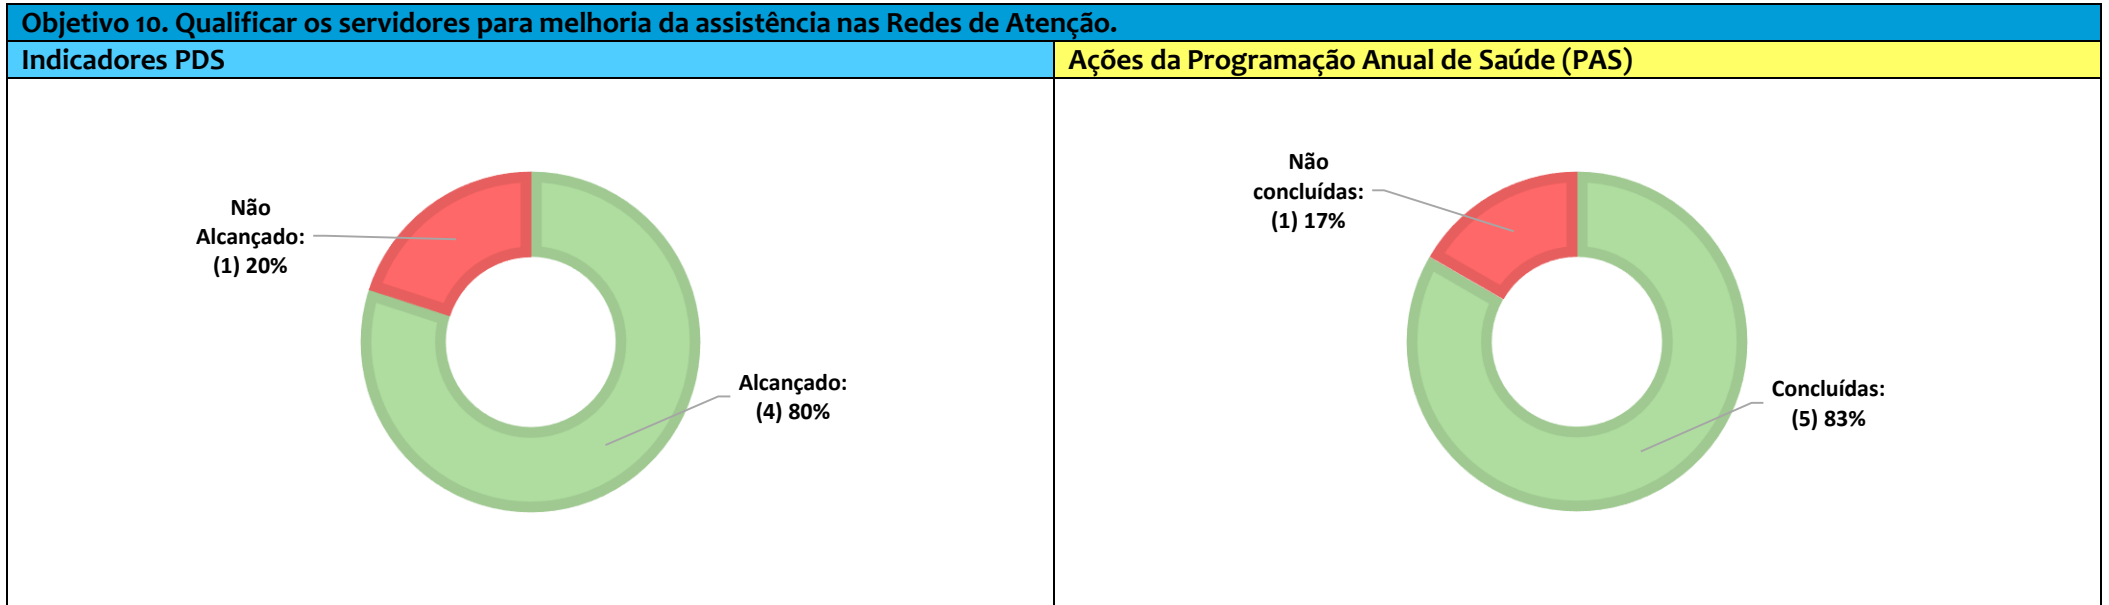 Objetivo 10. Qualificar os servidores para melhoria da assistência nas Redes de Atenção.
Indicadores PDS
Ações da Programação Anual de Saúde (PAS)
Não
Alcançado:
(1) 20%
Alcançado:
(4) 80%
Não
concluídas:
(1) 17%
Concluídas:
(5) 83%